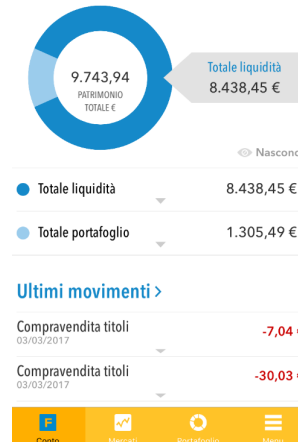 9.743,94
PATRIMONIO
TOTALE €
Totale liquidità
8.438,45 €
Nascond
Totale liquidità 8.438,45 €
Totale portafoglio 1.305,49 €
Ultimi movimenti >
Compravendita titoli
03/03/2017
-7,04 €
Compravendita titoli
03/03/2017
-30,03 €
F
Conto Mercati Portafoglio Menu